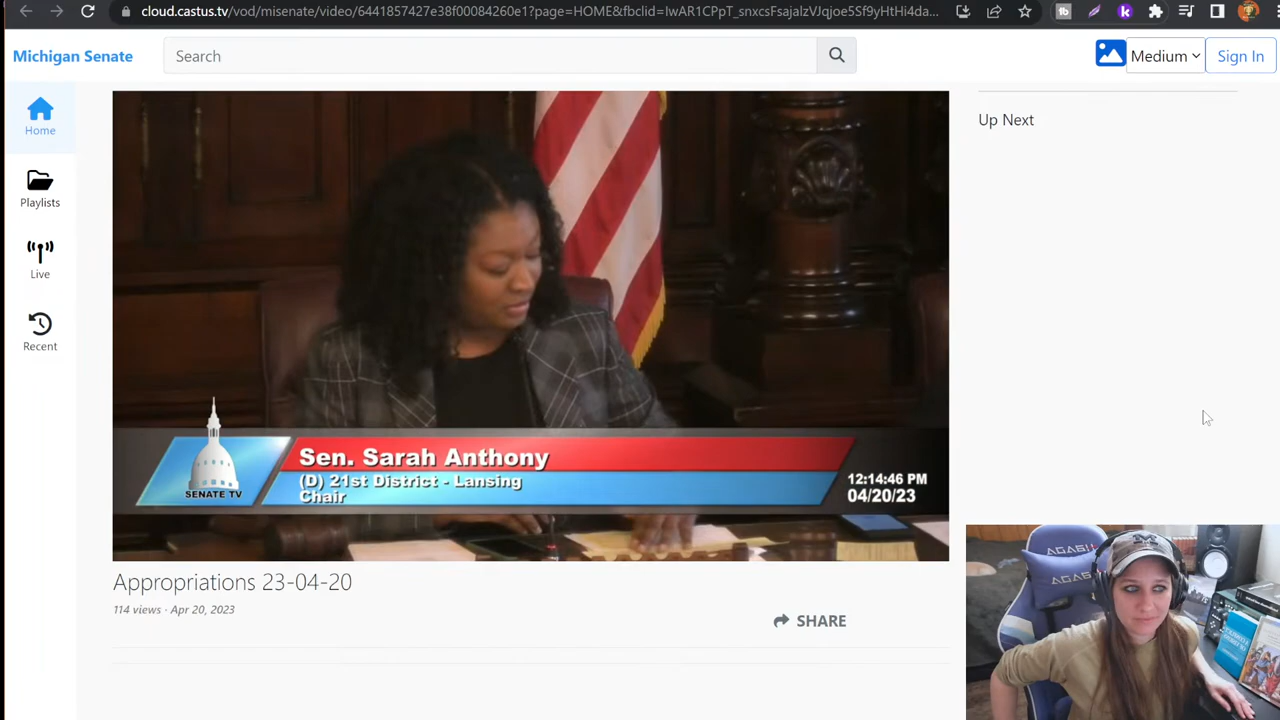 cloud.castus.tv/vod/misenate/video/6441857427e38f00084260e1?page=HOME&fbclid=IwAR1CPpT_snxcsFsajalzVJqjoe5Sf9yHtHi4da...
Michigan Senate
Search
Medium
Sign In
Home
Playlists
Live
Recent
Up Next
Sen. Sarah Anthony
(D) 21st District - Lansing
Chair
SENATE TV
12:14:46 PM
04/20/23
Appropriations 23-04-20
114 views · Apr 20, 2023
SHARE
AGAS
AGAS